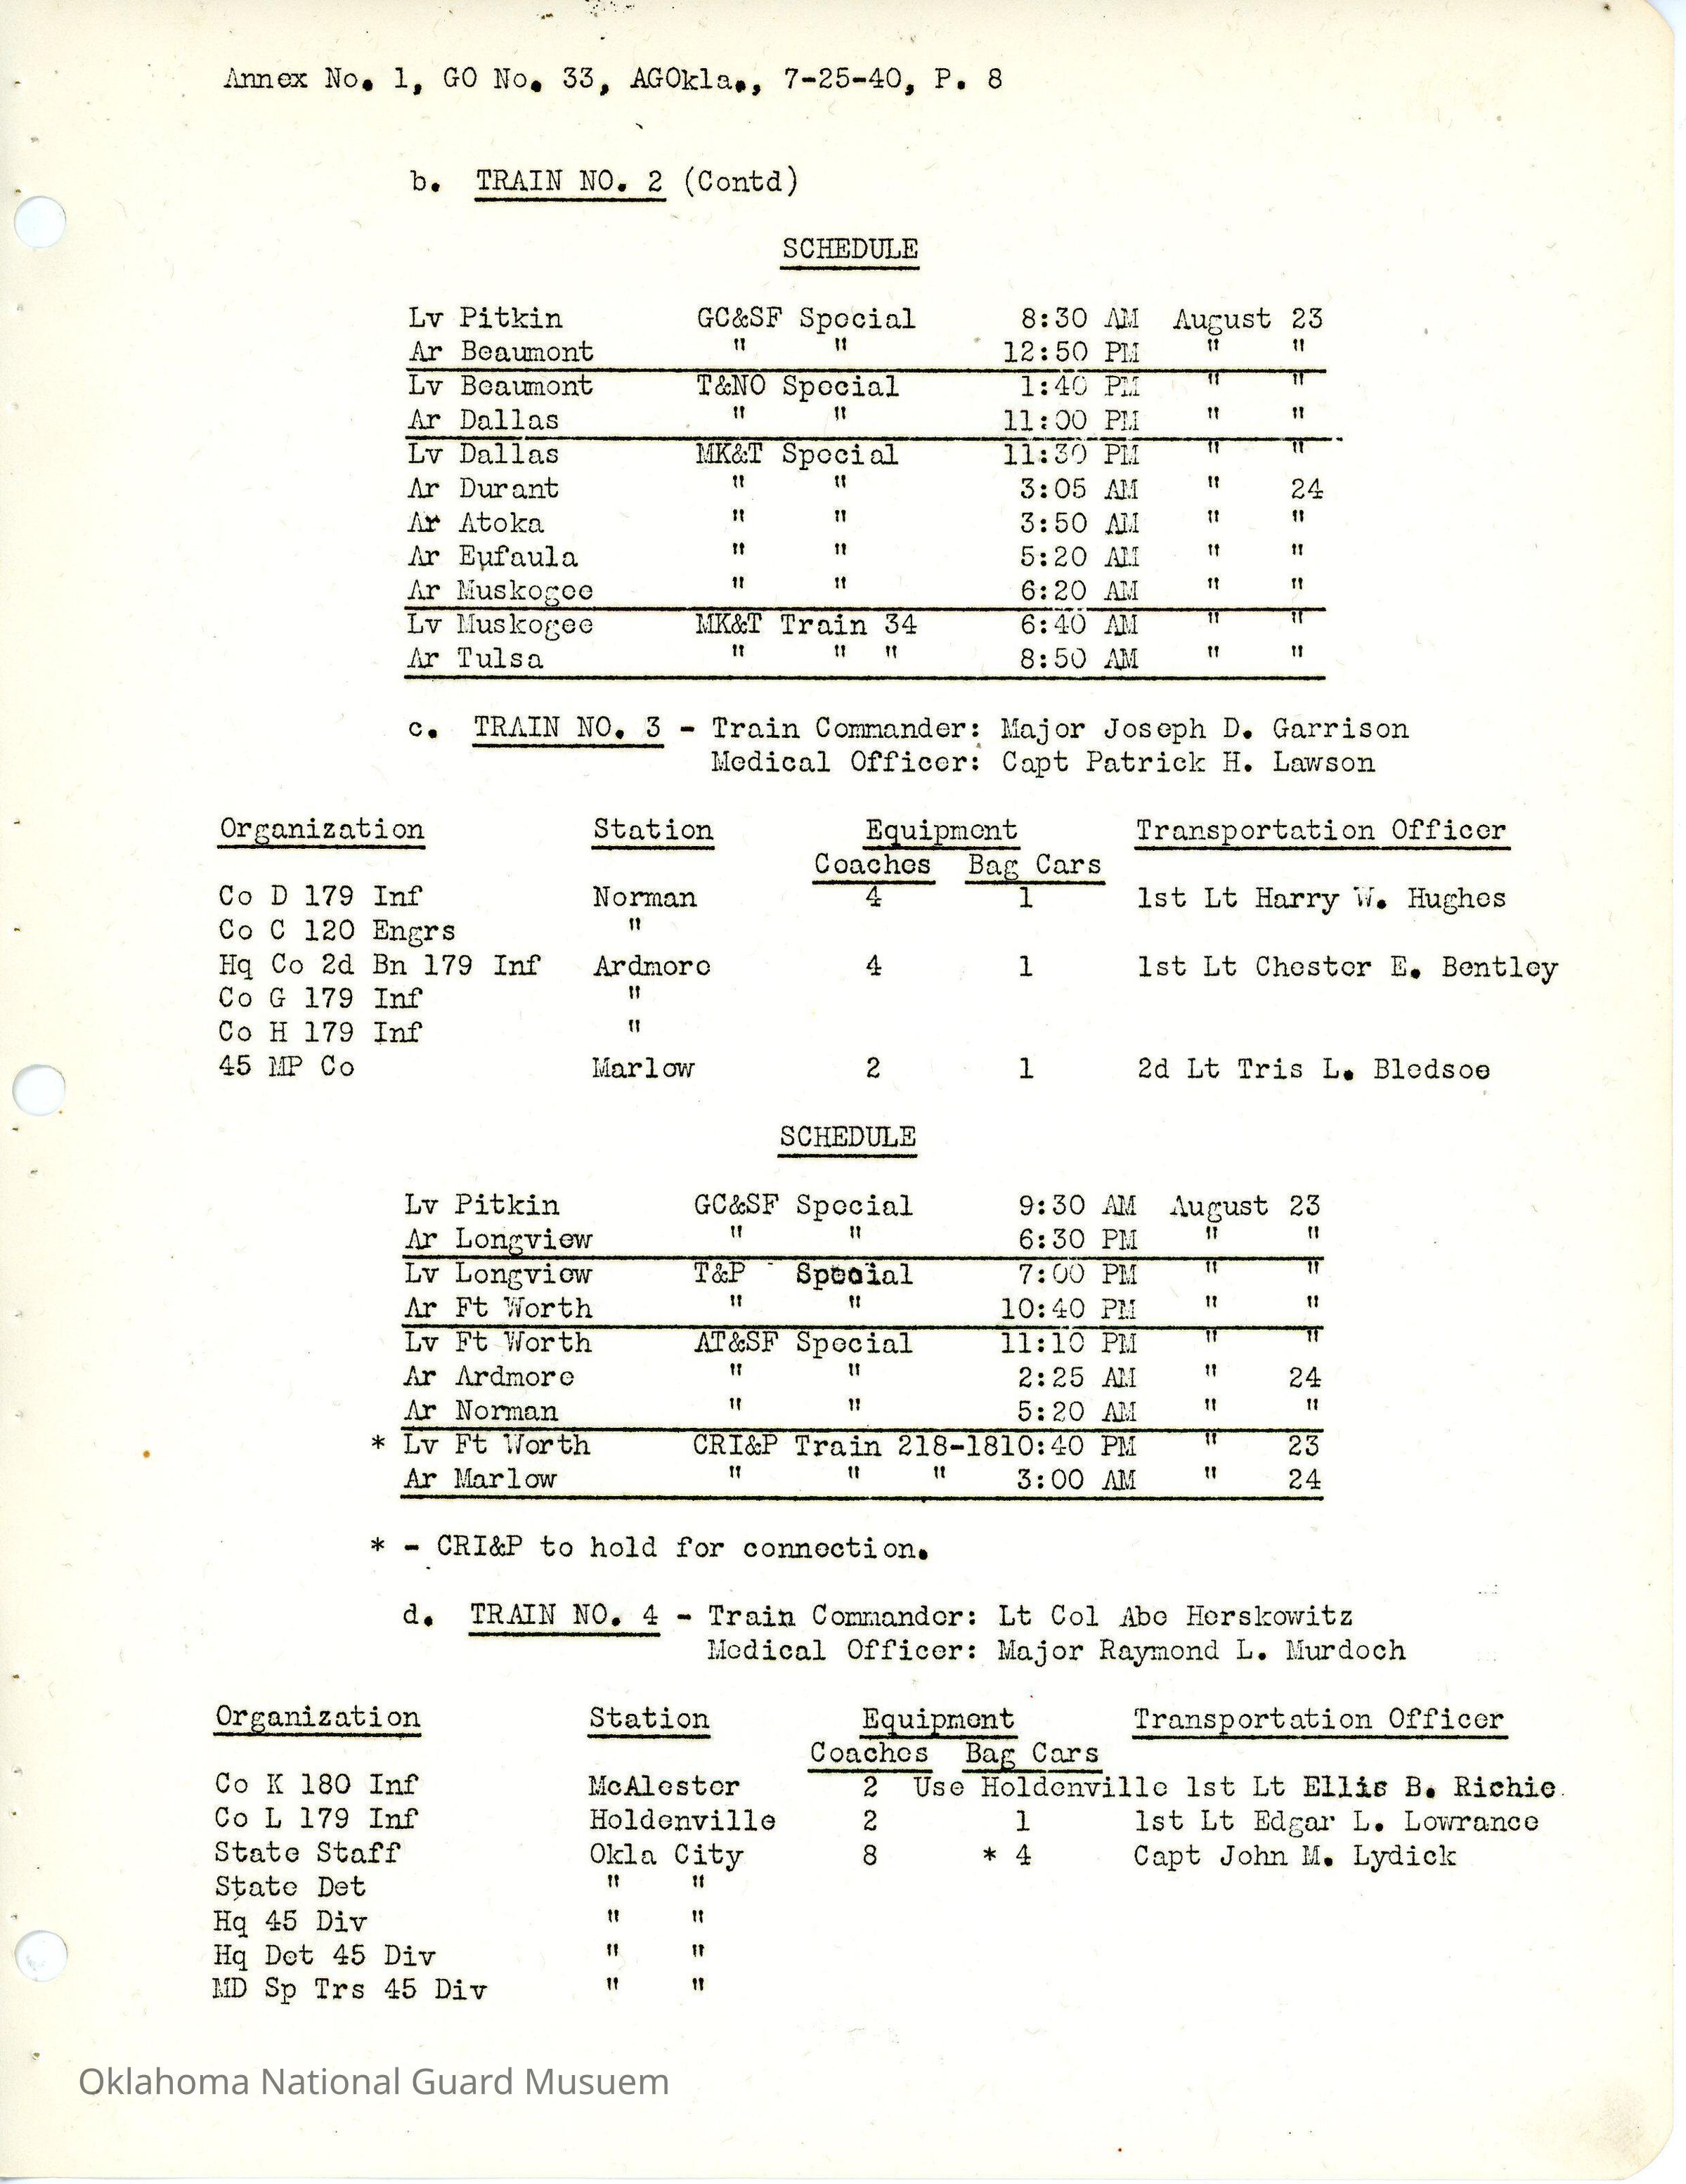 Annex No. 1, GO No. 33, AGOkla., 7-25-40, P. 8
b. TRAIN NO. 2 (Contd)
SCHEDULE
Lv Pitkin GC&SF Special 8:30 AM August 23
Ar Beaumont " " 12:50 PM " "
Lv Beaumont T&NO Special 1:40 PM " "
Ar Dallas " " 11:00 PM " "
Lv Dallas MK&T Special 11:30 PM " "
Ar Durant " " 3:05 AM " 24
Ar Atoka " " 3:50 AM " "
Ar Eufaula " " 5:20 AM " "
Ar Muskogee " " 6:20 AM " "
Lv Muskogee MK&T Train 34 6:40 AM " "
Ar Tulsa " " " 8:50 AM " "
c. TRAIN NO. 3 - Train Commander: Major Joseph D. Garrison
Medical Officer: Capt Patrick H. Lawson
Organization Station Equipment Transportation Officer
Coaches Bag Cars
Co D 179 Inf Norman 4 1 1st Lt Harry W. Hughes
Co C 120 Engrs "
Hq Co 2d Bn 179 Inf Ardmore 4 1 1st Lt Chester E. Bentley
Co G 179 Inf "
Co H 179 Inf "
45 MP Co Marlow 2 1 2d Lt Tris L. Bledsoe
SCHEDULE
Lv Pitkin GC&SF Special 9:30 AM August 23
Ar Longview " " 6:30 PM " "
Lv Longview T&P Special 7:00 PM " "
Ar Ft Worth " " 10:40 PM " "
Lv Ft Worth AT&SF Special 11:10 PM " "
Ar Ardmore " " 2:25 AM " 24
Ar Norman " " 5:20 AM " "
* Lv Ft Worth CRI&P Train 218-1810:40 PM " 23
Ar Marlow " " " 3:00 AM " 24
* - CRI&P to hold for connection.
d. TRAIN NO. 4 - Train Commander: Lt Col Abe Herskowitz
Medical Officer: Major Raymond L. Murdoch
Organization Station Equipment Transportation Officer
Coaches Bag Cars
Co K 180 Inf McAlester 2 Use Holdenville 1st Lt Ellis B. Richie
Co L 179 Inf Holdenville 2 1 1st Lt Edgar L. Lowrance
State Staff Okla City 8 * 4 Capt John M. Lydick
State Det " "
Hq 45 Div " "
Hq Det 45 Div " "
MD Sp Trs 45 Div " "
Oklahoma National Guard Musuem